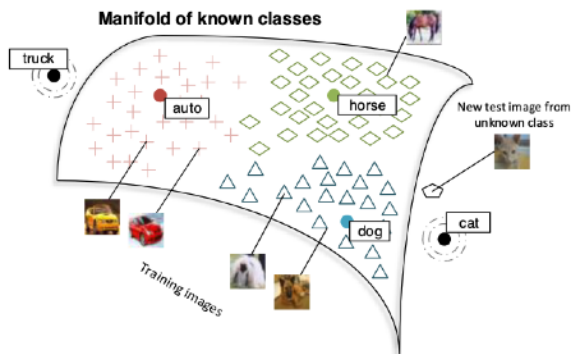 Manifold of known classes
truck
auto
horse
New test image from
unknown class
dog
cat
Training images